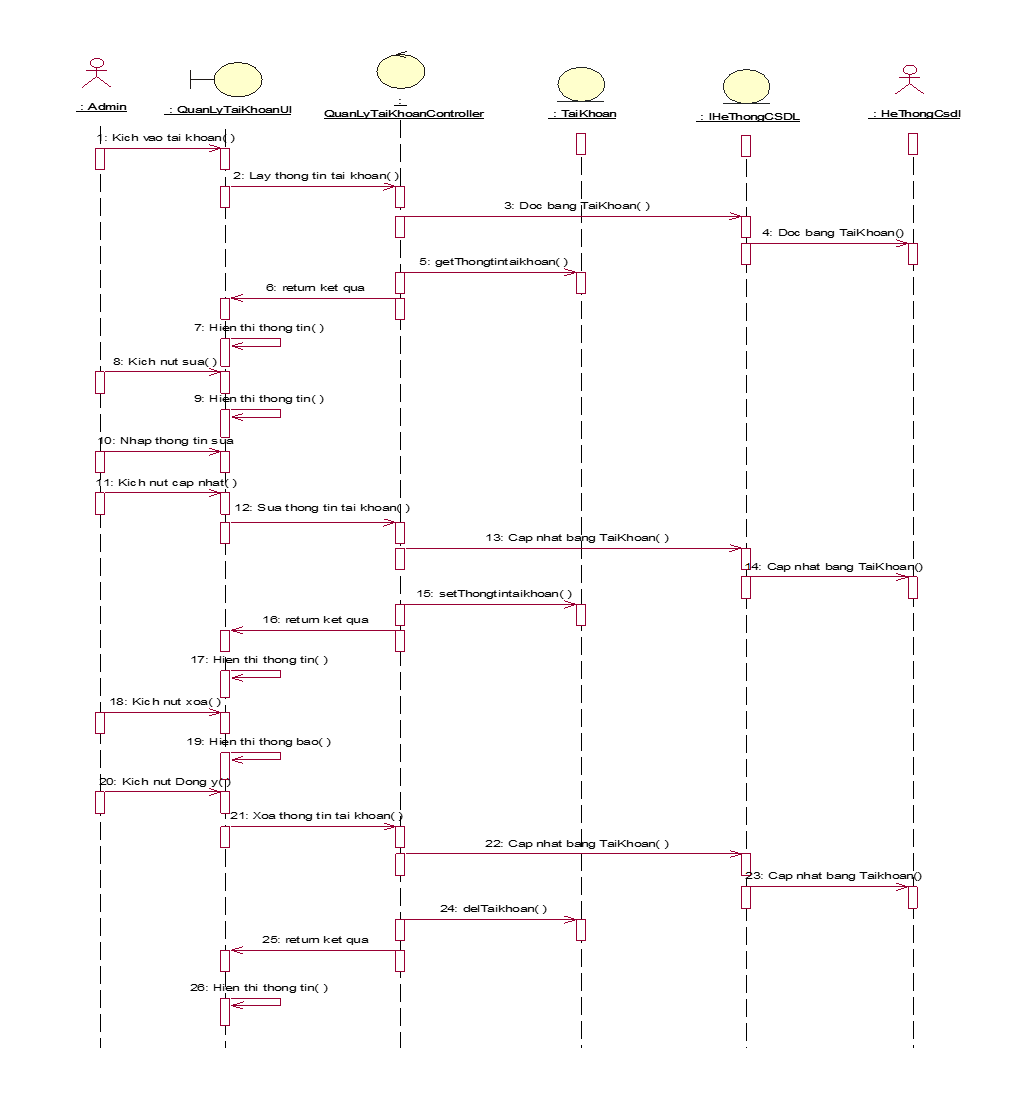 : Admin
: QuanLyTaiKhoanUI
:
QuanLyTaiKhoanController
: TaiKhoan
: IHeThongCSDL
: HeThongCsdl
1: Kich vao tai khoan( )
2: Lay thong tin tai khoan( )
3: Doc bang TaiKhoan( )
4: Doc bang TaiKhoan()
5: getThongtintaikhoan( )
6: return ket qua
7: Hien thi thong tin( )
8: Kich nut sua( )
9: Hien thi thong tin( )
10: Nhap thong tin sua
11: Kich nut cap nhat( )
12: Sua thong tin tai khoan( )
13: Cap nhat bang TaiKhoan( )
14: Cap nhat bang TaiKhoan()
15: setThongtintaikhoan( )
16: return ket qua
17: Hien thi thong tin( )
18: Kich nut xoa( )
19: Hien thi thong bao( )
20: Kich nut Dong y( )
21: Xoa thong tin tai khoan( )
22: Cap nhat bang TaiKhoan( )
23: Cap nhat bang Taikhoan()
24: delTaikhoan( )
25: return ket qua
26: Hien thi thong tin( )